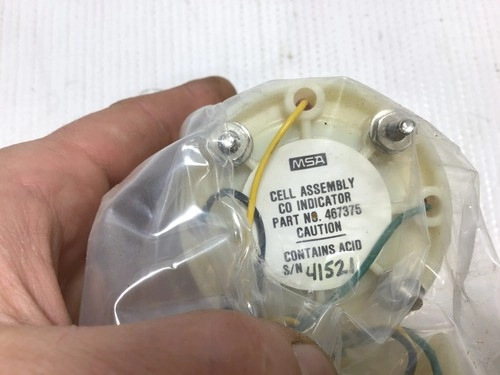 MSA
CELL ASSEMBLY
CO INDICATOR
PART NO. 467375
CAUTION
CONTAINS ACID
S/N 41521